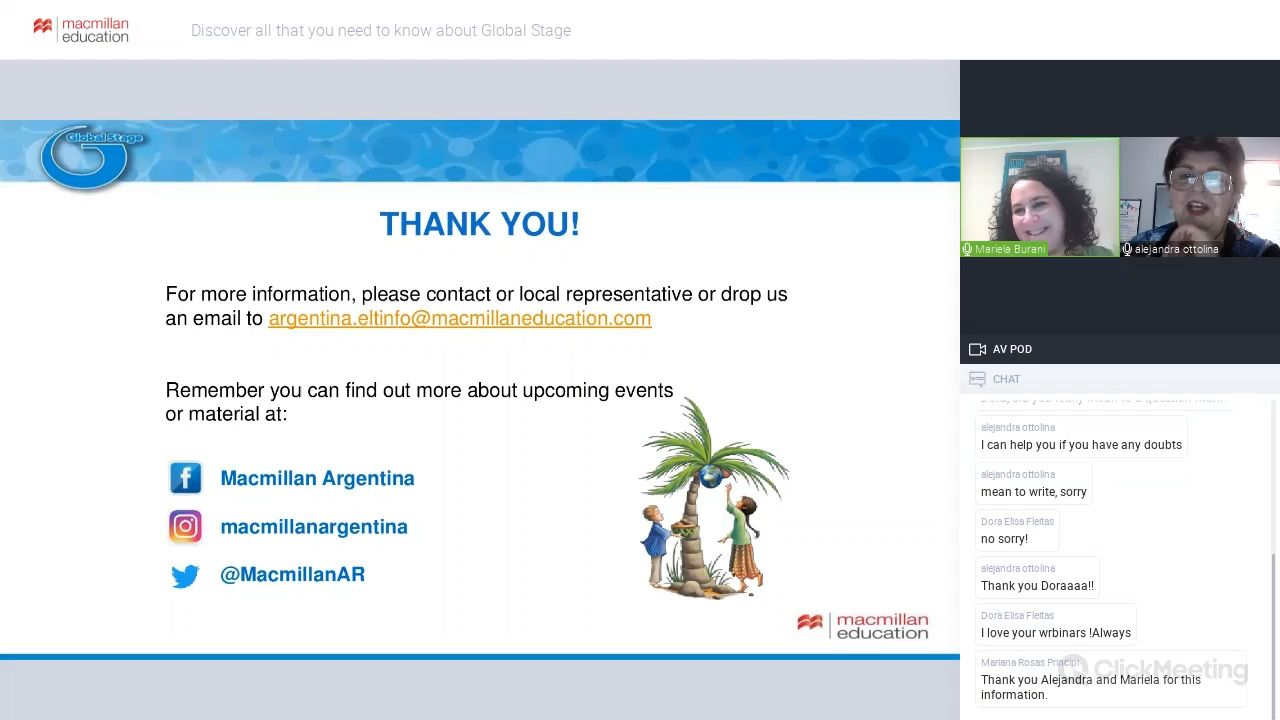 macmillan
education
Discover all that you need to know about Global Stage
Global Stage
THANK YOU!
For more information, please contact or local representative or drop us
an email to argentina.eltinfo@macmillaneducation.com
Remember you can find out more about upcoming events
or material at:
Macmillan Argentina
macmillanargentina
@MacmillanAR
macmillan
education
Mariela Burani
alejandra ottolina
AV POD
CHAT
alejandra ottolina
I can help you if you have any doubts
alejandra ottolina
mean to write, sorry
Dora Elisa Fleitas
no sorry!
alejandra ottolina
Thank you Doraaaa!!
Dora Elisa Fleitas
I love your wrbinars !Always
Mariana Rosas Principi
Thank you Alejandra and Mariela for this
information.
ClickMeeting